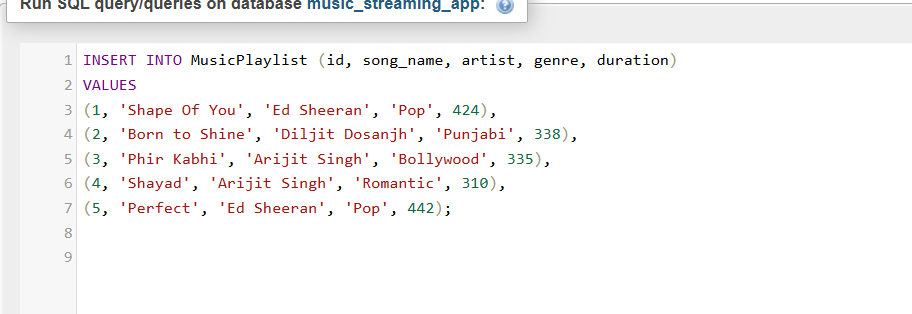 Run SQL query/queries on database music_streaming_app:
1 INSERT INTO MusicPlaylist (id, song_name, artist, genre, duration)
2 VALUES
3 (1, 'Shape Of You', 'Ed Sheeran', 'Pop', 424),
4 (2, 'Born to Shine', 'Diljit Dosanjh', 'Punjabi', 338),
5 (3, 'Phir Kabhi', 'Arijit Singh', 'Bollywood', 335),
6 (4, 'Shayad', 'Arijit Singh', 'Romantic', 310),
7 (5, 'Perfect', 'Ed Sheeran', 'Pop', 442);
8
9